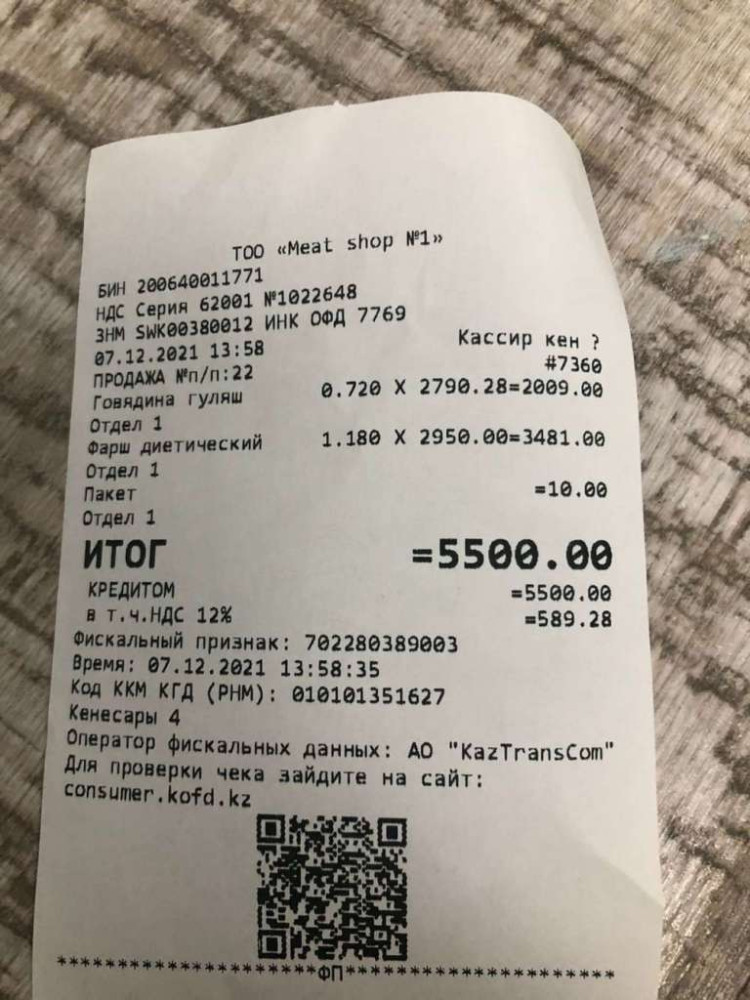 ТОО «Meat shop №1»
БИН 200640011771
НДС Серия 62001 №1022648
ЗНМ SWK00380012 ИНК ОФД 7769
07.12.2021 13:58 Кассир кен ?
ПРОДАЖА №п/п:22 #7360
Говядина гуляш 0.720 X 2790.28=2009.00
Отдел 1
Фарш диетический 1.180 X 2950.00=3481.00
Отдел 1
Пакет =10.00
Отдел 1
ИТОГ =5500.00
КРЕДИТОМ =5500.00
в т.ч.НДС 12% =589.28
Фискальный признак: 702280389003
Время: 07.12.2021 13:58:35
Код ККМ КГД (РНМ): 010101351627
Кенесары 4
Оператор фискальных данных: АО "KazTransCom"
Для проверки чека зайдите на сайт:
consumer.kofd.kz
********************ФП********************